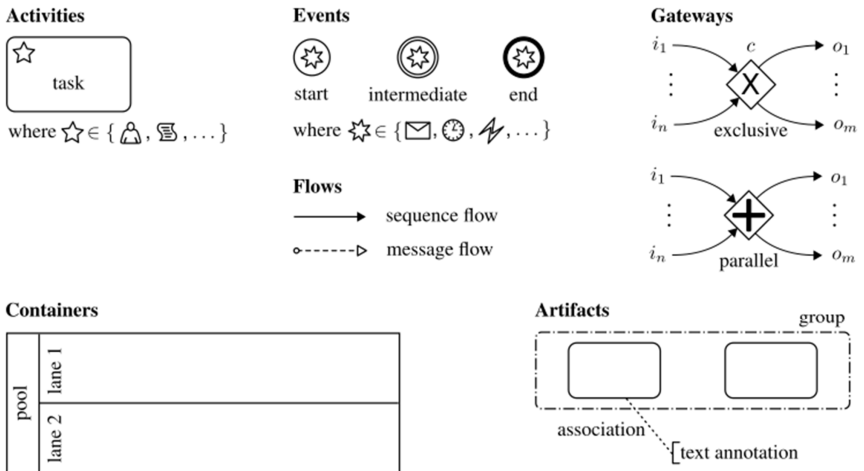 Activities
task
where ☆ ∈ { , , . . . }
Events
start intermediate end
where ∈ { , , , . . . }
Flows
sequence flow
message flow
Gateways
i1 c o1
⋮ X ⋮
in exclusive om
i1 o1
⋮ + ⋮
in parallel om
Containers
pool
lane 1
lane 2
Artifacts
group
association
text annotation